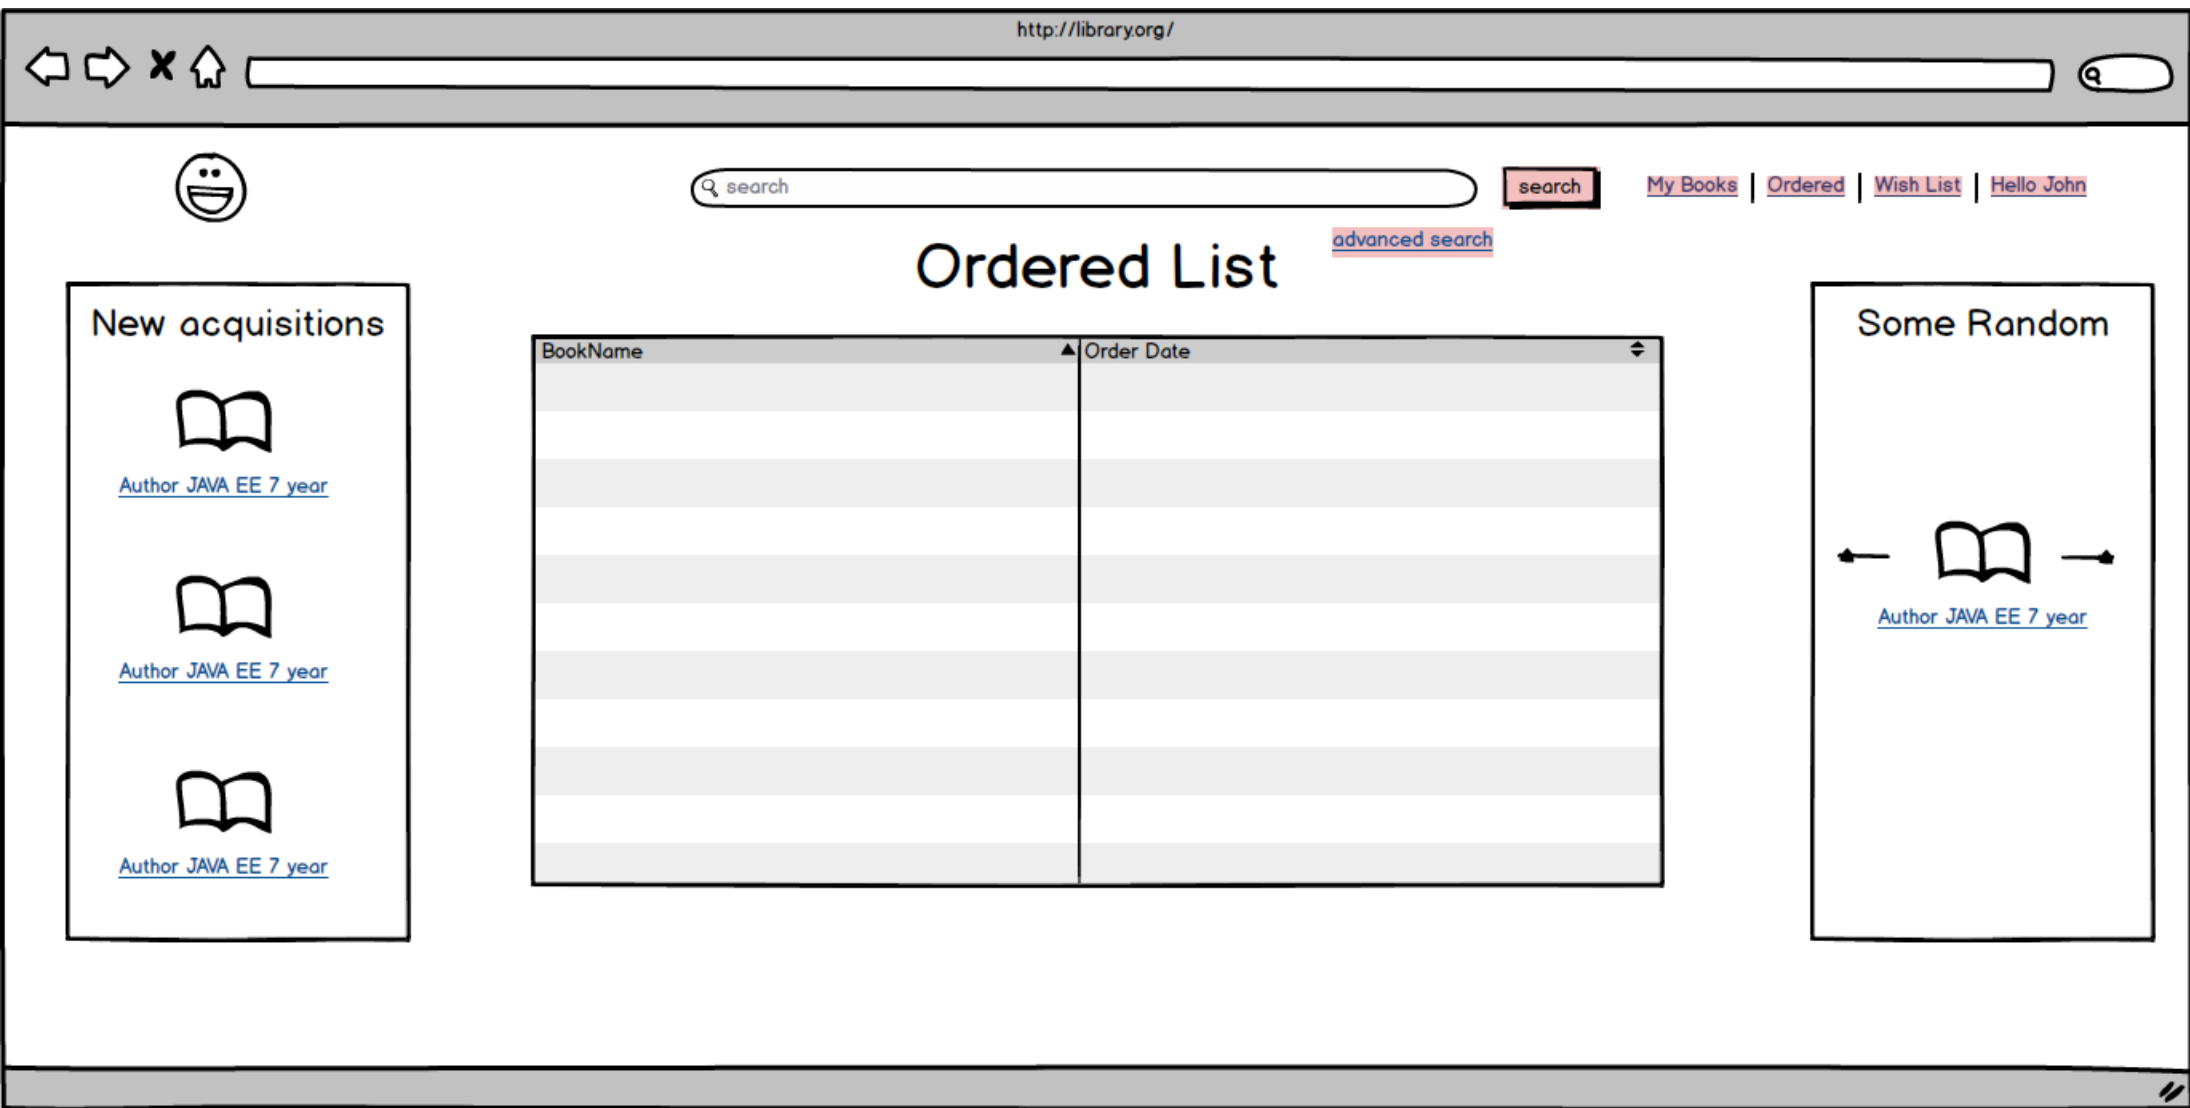 http://library.org/
search
search
My Books
Ordered
Wish List
Hello John
advanced search
Ordered List
New acquisitions
Author JAVA EE 7 year
Author JAVA EE 7 year
Author JAVA EE 7 year
BookName
Order Date
Some Random
Author JAVA EE 7 year